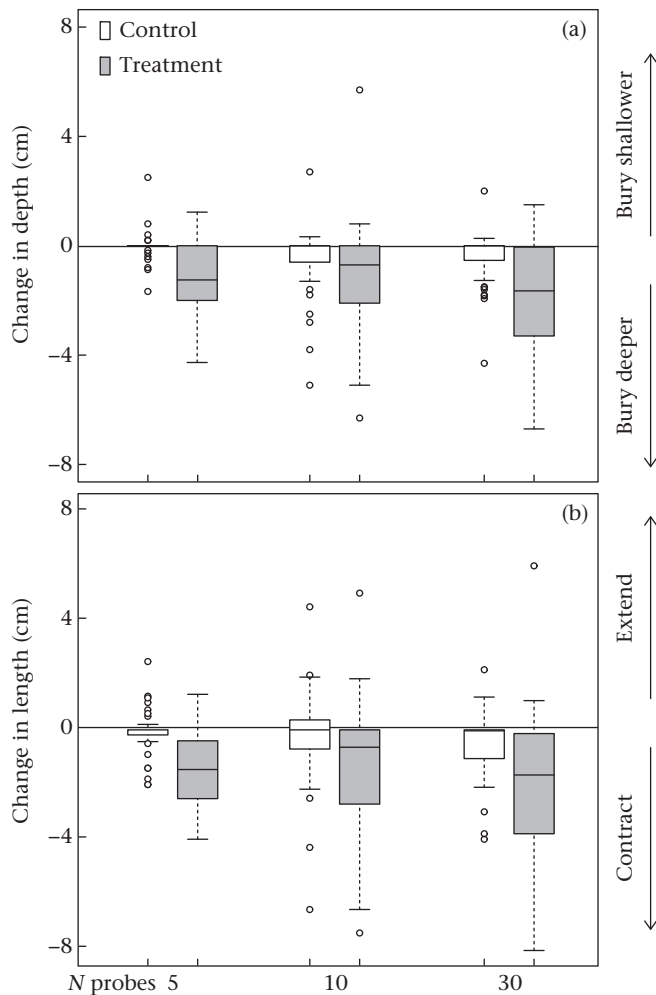 8
(a)
Control
Treatment
4
0
−4
−8
Change in depth (cm)
Bury shallower
Bury deeper
8
(b)
4
0
−4
−8
Change in length (cm)
Extend
Contract
N probes 5 10 30